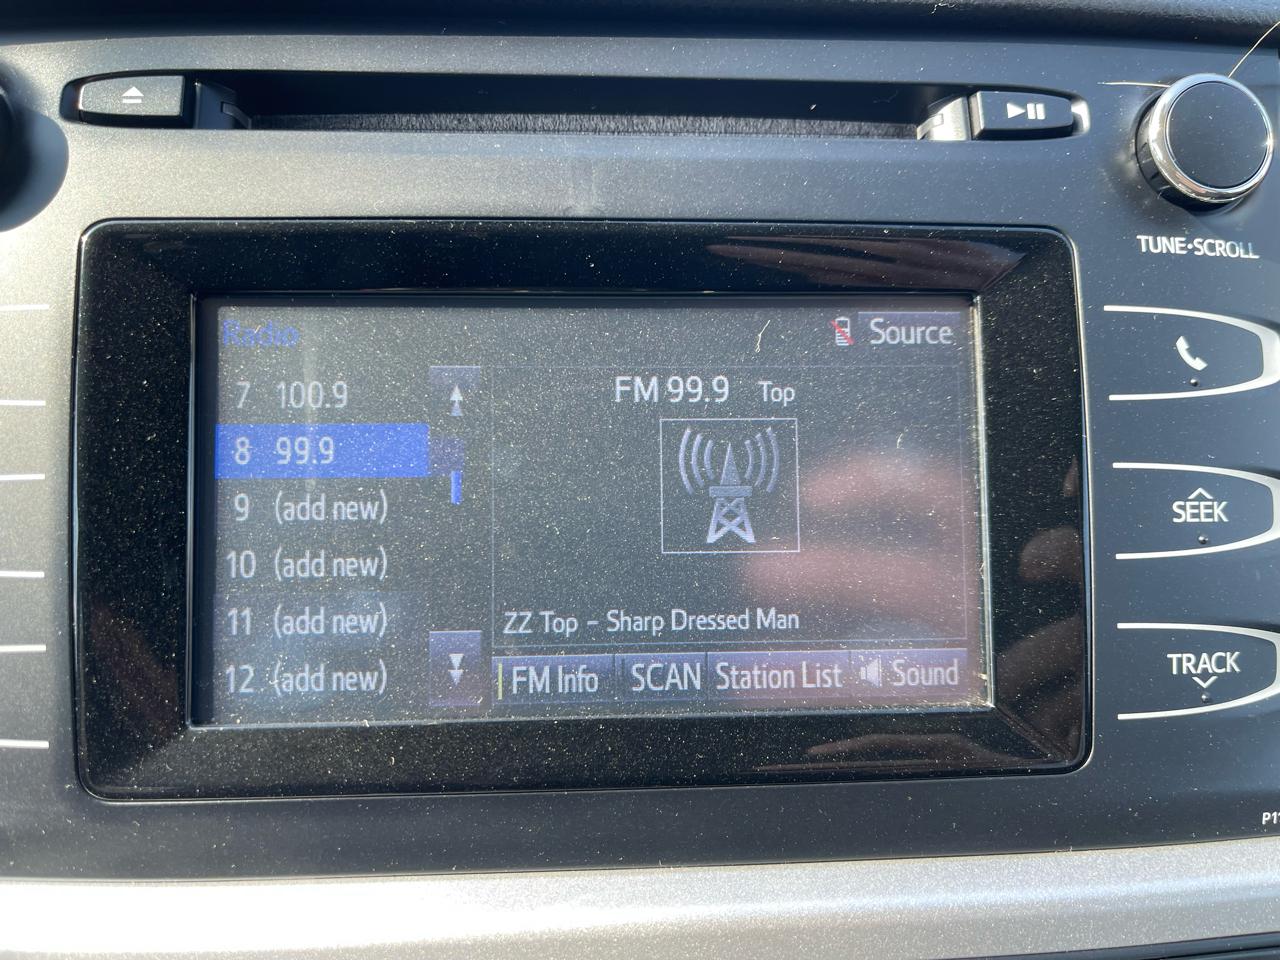 TUNE•SCROLL
Radio
Source
7 100.9
8 99.9
9 (add new)
10 (add new)
11 (add new)
12 (add new)
FM 99.9 Top
ZZ Top - Sharp Dressed Man
FM Info SCAN Station List Sound
SEEK
TRACK